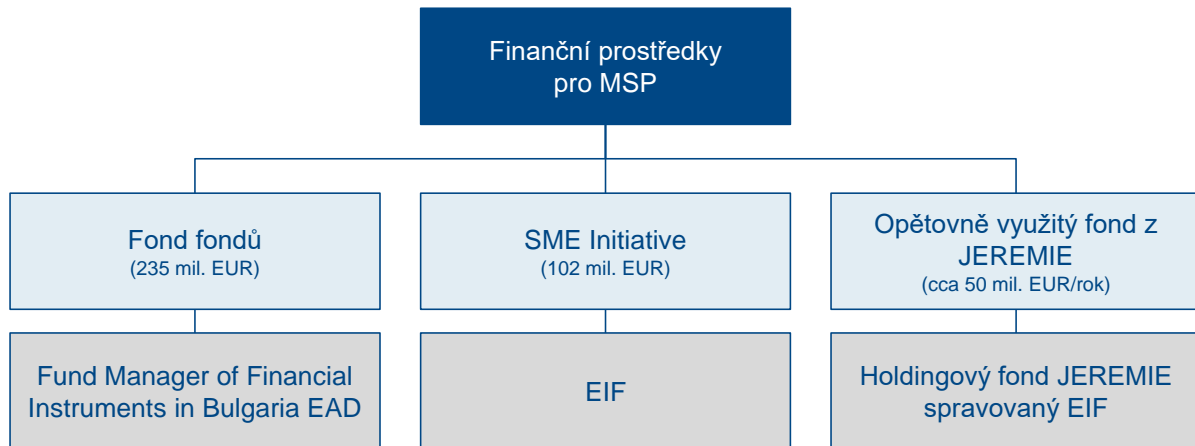 Finanční prostředky
pro MSP
Fond fondů
(235 mil. EUR)
SME Initiative
(102 mil. EUR)
Opětovně využitý fond z
JEREMIE
(cca 50 mil. EUR/rok)
Fund Manager of Financial
Instruments in Bulgaria EAD
EIF
Holdingový fond JEREMIE
spravovaný EIF